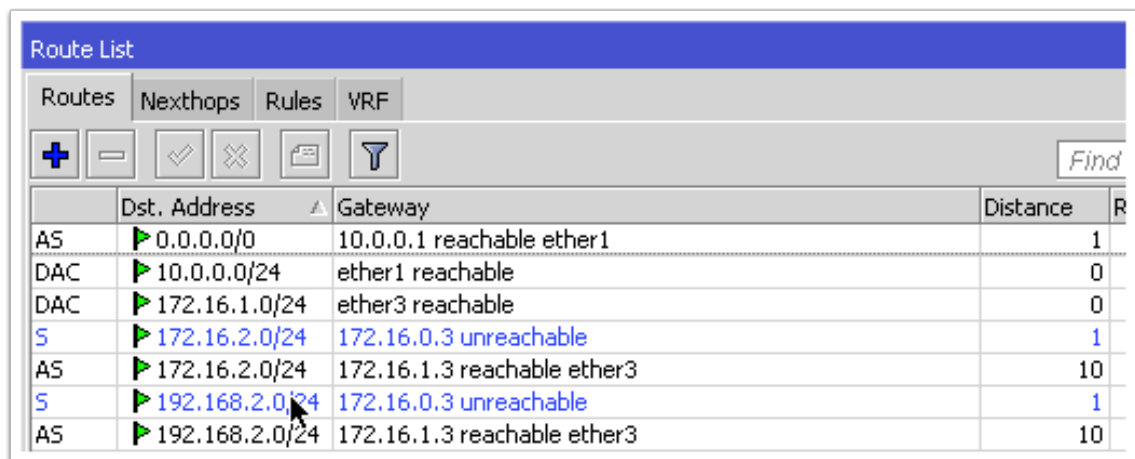 Route List
Routes Nexthops Rules VRF
Find
Dst. Address Gateway Distance R
AS 0.0.0.0/0 10.0.0.1 reachable ether1 1
DAC 10.0.0.0/24 ether1 reachable 0
DAC 172.16.1.0/24 ether3 reachable 0
S 172.16.2.0/24 172.16.0.3 unreachable 1
AS 172.16.2.0/24 172.16.1.3 reachable ether3 10
S 192.168.2.0/24 172.16.0.3 unreachable 1
AS 192.168.2.0/24 172.16.1.3 reachable ether3 10